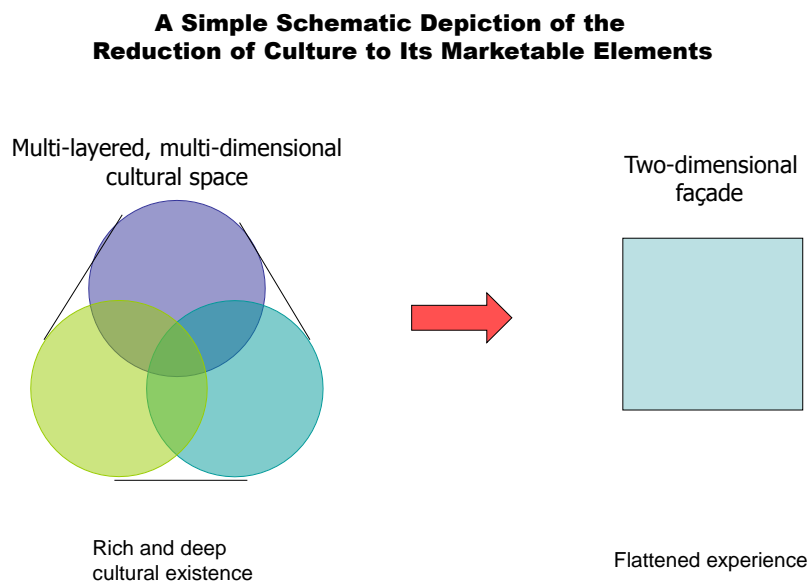 A Simple Schematic Depiction of the
Reduction of Culture to Its Marketable Elements
Multi-layered, multi-dimensional
cultural space
Two-dimensional
façade
Rich and deep
cultural existence
Flattened experience